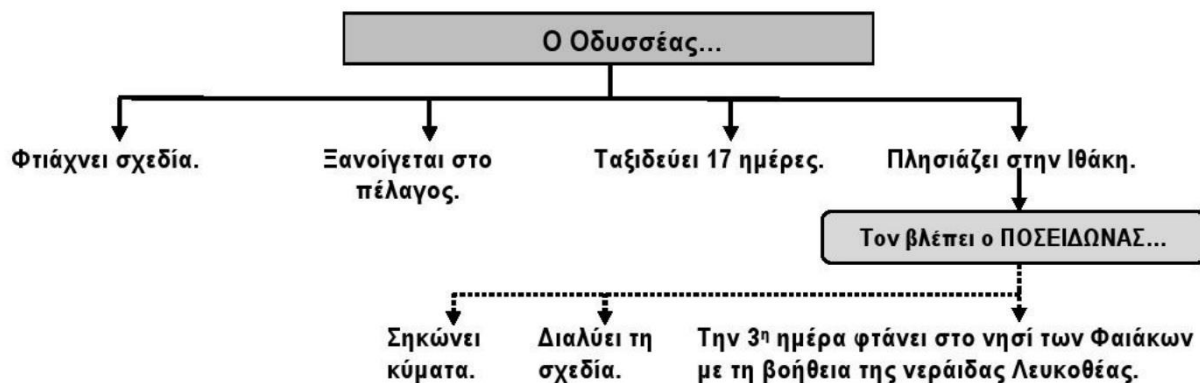 Ο Οδυσσέας...
Φτιάχνει σχεδία.
Ξανοίγεται στο
πέλαγος.
Ταξιδεύει 17 ημέρες.
Πλησιάζει στην Ιθάκη.
Τον βλέπει ο ΠΟΣΕΙΔΩΝΑΣ...
Σηκώνει
κύματα.
Διαλύει τη
σχεδία.
Την 3η ημέρα φτάνει στο νησί των Φαιάκων
με τη βοήθεια της νεράιδας Λευκοθέας.